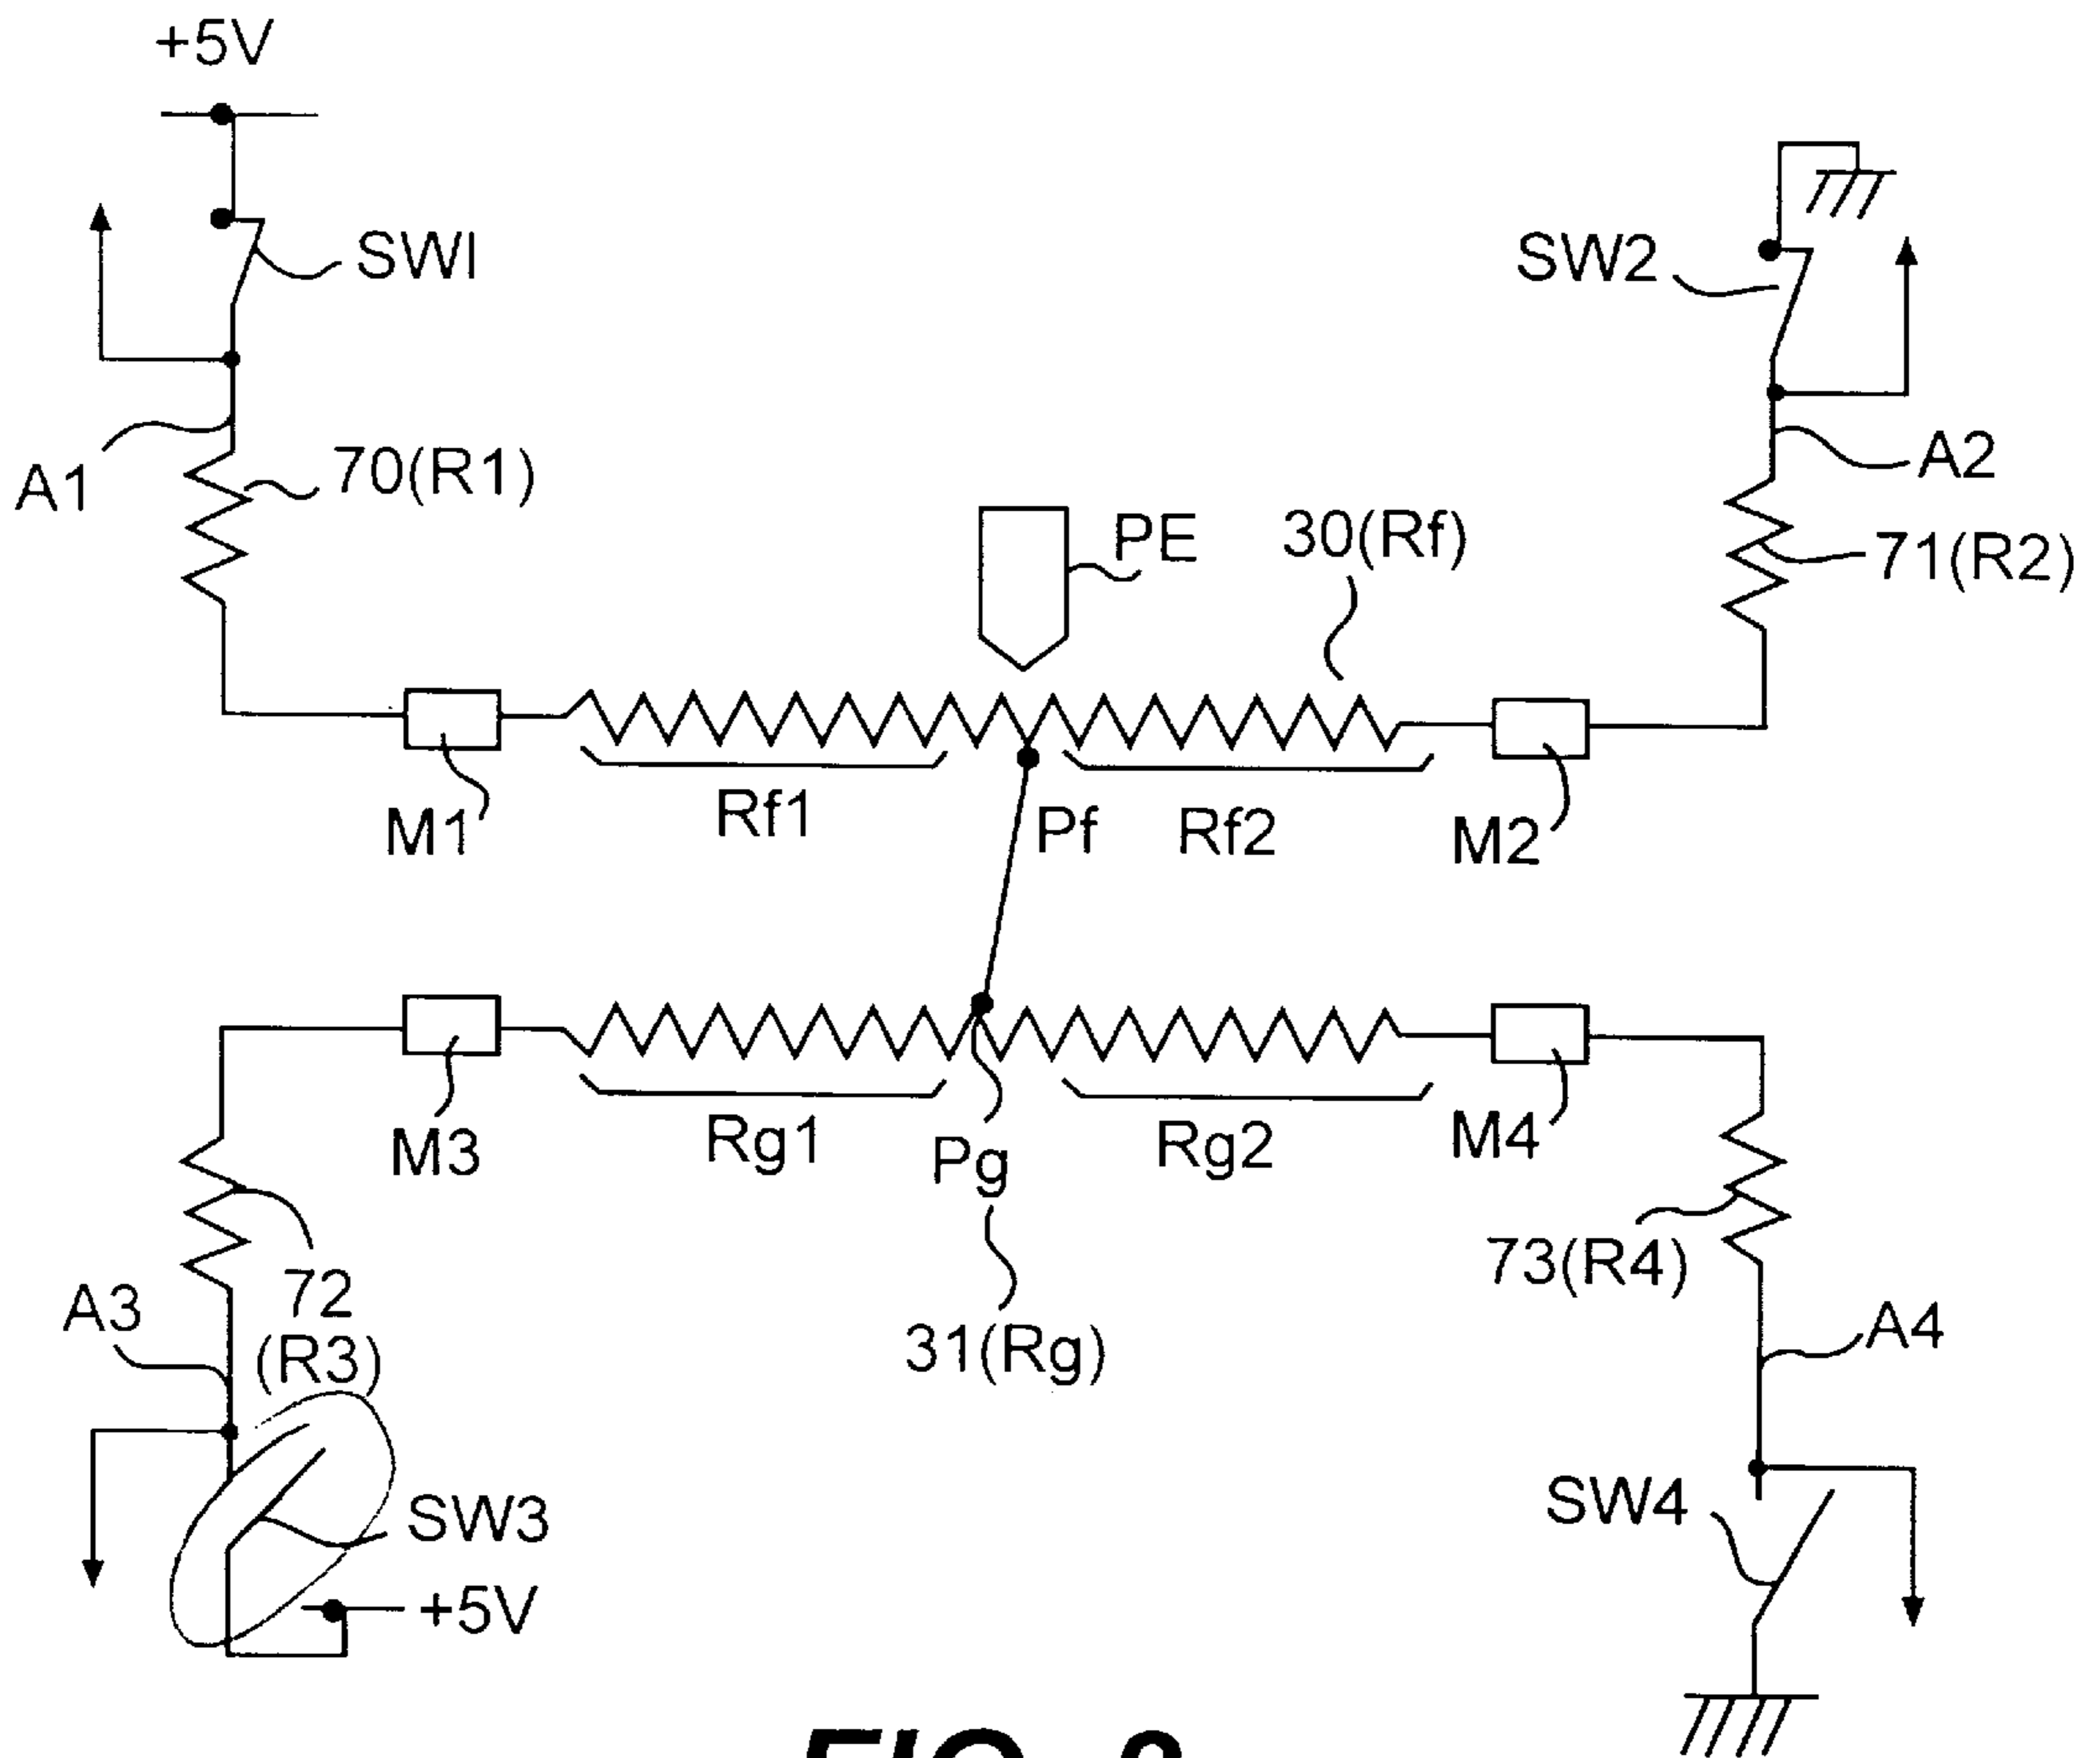 +5V
SW1
SW2
A1
70(R1)
A2
PE
30(Rf)
71(R2)
Rf1
Pf
Rf2
M1
M2
M3
Rg1
Pg
Rg2
M4
73(R4)
72
(R3)
A3
31(Rg)
A4
SW3
SW4
+5V